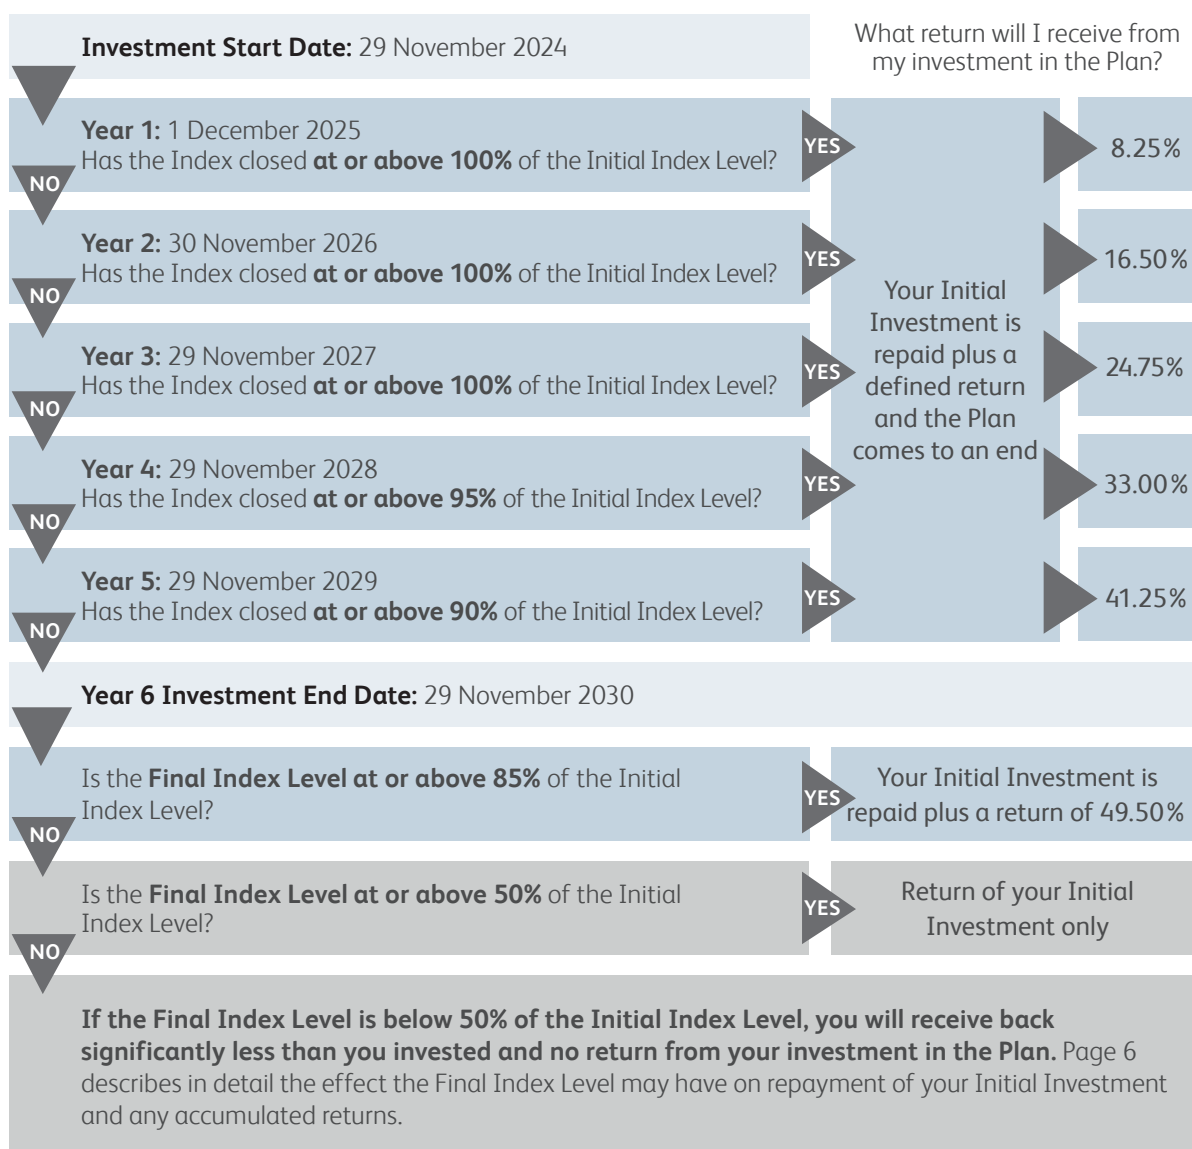 Investment Start Date: 29 November 2024
What return will I receive from
my investment in the Plan?
Year 1: 1 December 2025
Has the Index closed at or above 100% of the Initial Index Level?
YES
8.25%
NO
Year 2: 30 November 2026
Has the Index closed at or above 100% of the Initial Index Level?
YES
16.50%
NO
Year 3: 29 November 2027
Has the Index closed at or above 100% of the Initial Index Level?
YES
24.75%
NO
Year 4: 29 November 2028
Has the Index closed at or above 95% of the Initial Index Level?
YES
33.00%
NO
Year 5: 29 November 2029
Has the Index closed at or above 90% of the Initial Index Level?
YES
41.25%
NO
Your Initial
Investment is
repaid plus a
defined return
and the Plan
comes to an end
Year 6 Investment End Date: 29 November 2030
Is the Final Index Level at or above 85% of the Initial
Index Level?
YES
Your Initial Investment is
repaid plus a return of 49.50%
NO
Is the Final Index Level at or above 50% of the Initial
Index Level?
YES
Return of your Initial
Investment only
NO
If the Final Index Level is below 50% of the Initial Index Level, you will receive back
significantly less than you invested and no return from your investment in the Plan. Page 6
describes in detail the effect the Final Index Level may have on repayment of your Initial Investment
and any accumulated returns.